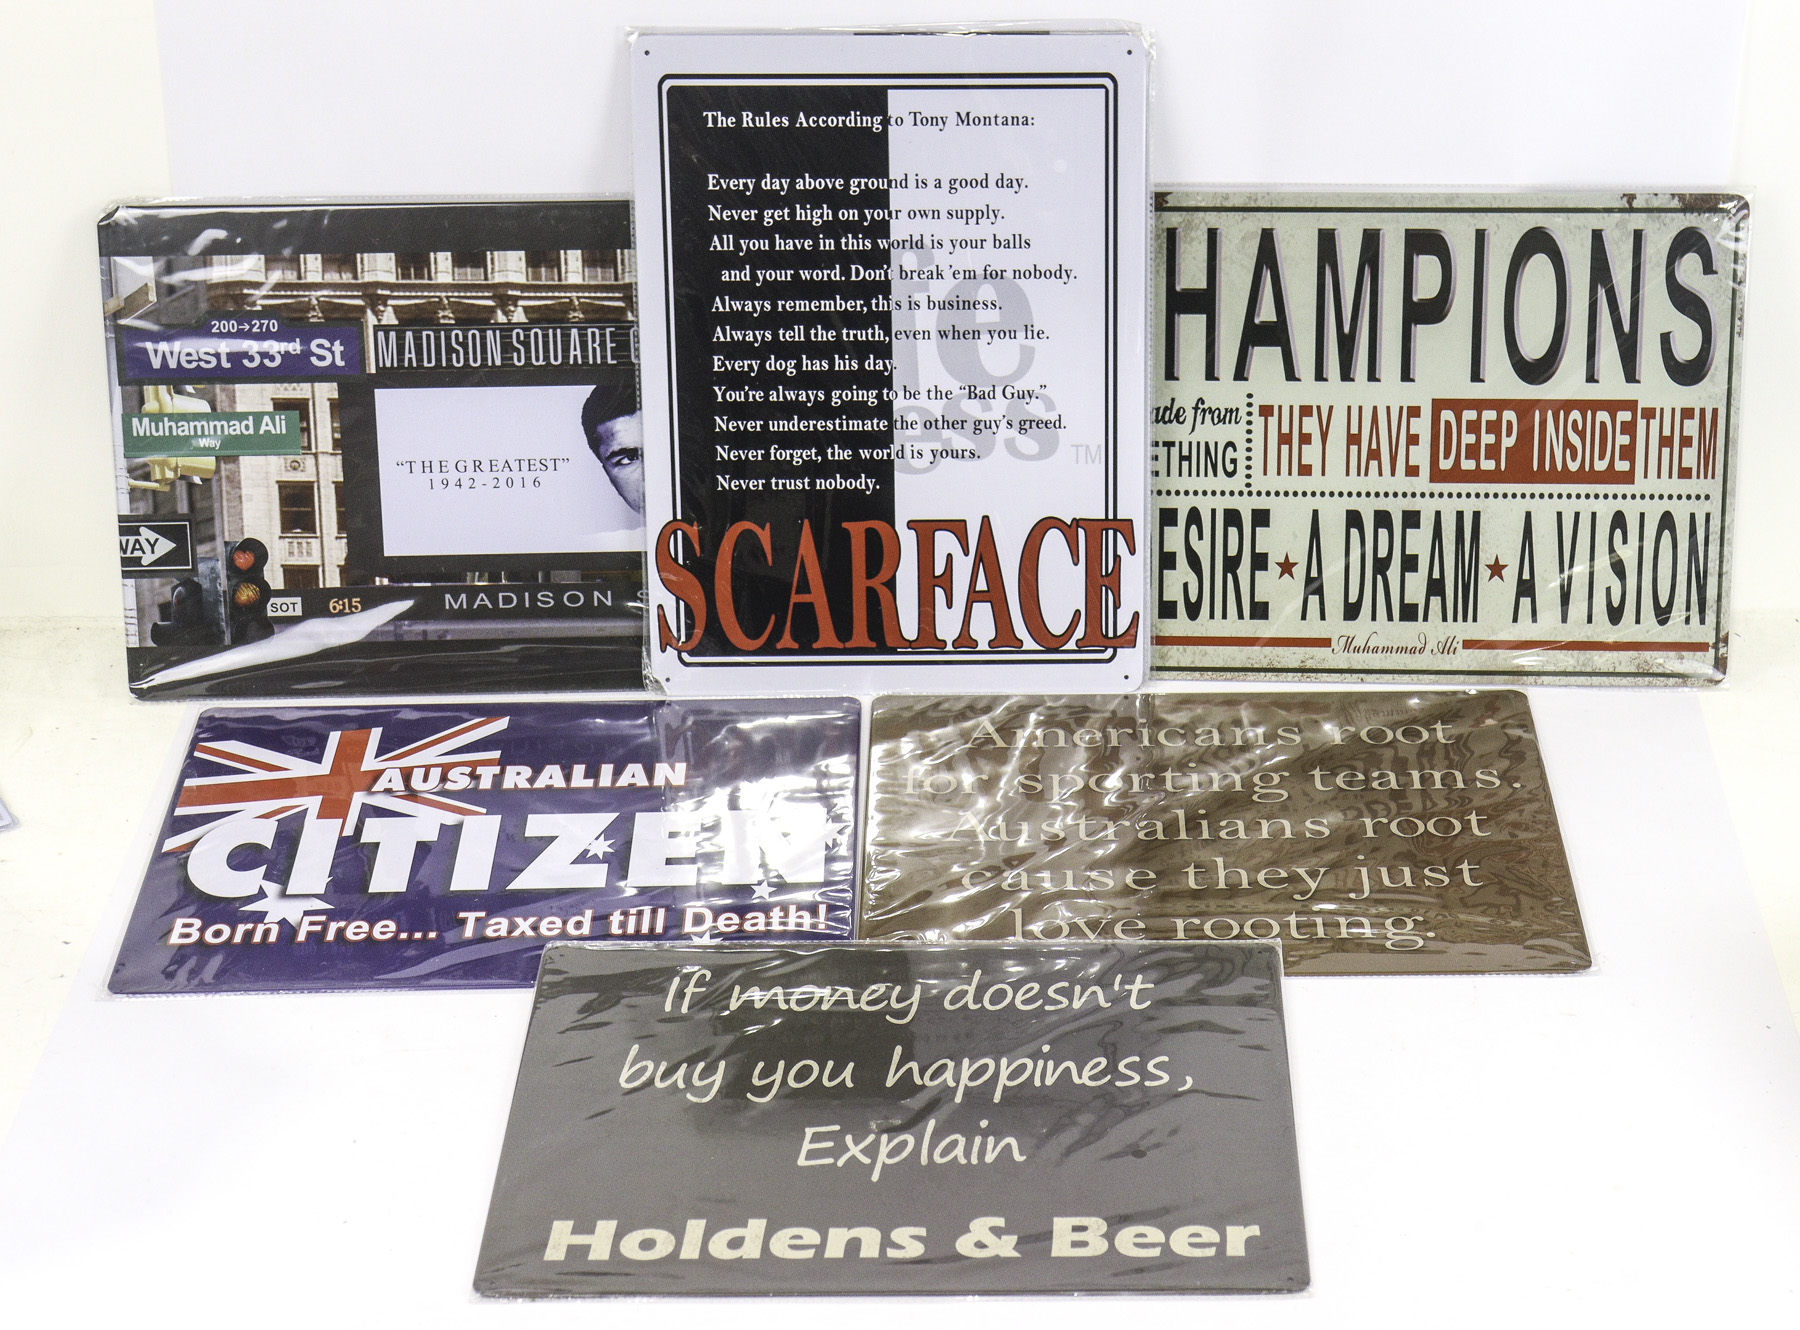 The Rules According to Tony Montana:
Every day above ground is a good day.
Never get high on your own supply.
All you have in this world is your balls
and your word. Don't break 'em for nobody.
Always remember, this is business.
Always tell the truth, even when you lie.
Every dog has his day.
You're always going to be the "Bad Guy."
Never underestimate the other guy's greed.
Never forget, the world is yours.
Never trust nobody.
SCARFACE
TM
200→270
West 33rd St
MADISON SQUARE
Muhammad Ali
Way
"THE GREATEST"
1942-2016
WAY
SOT 6:15
MADISON S
HAMPIONS
ade from
ETHING
THEY HAVE DEEP INSIDE THEM
ESIRE ★ A DREAM ★ A VISION
Muhammad Ali
AUSTRALIAN
CITIZEN
Born Free... Taxed till Death!
Americans root
for sporting teams.
Australians root
cause they just
love rooting.
If money doesn't
buy you happiness,
Explain
Holdens & Beer